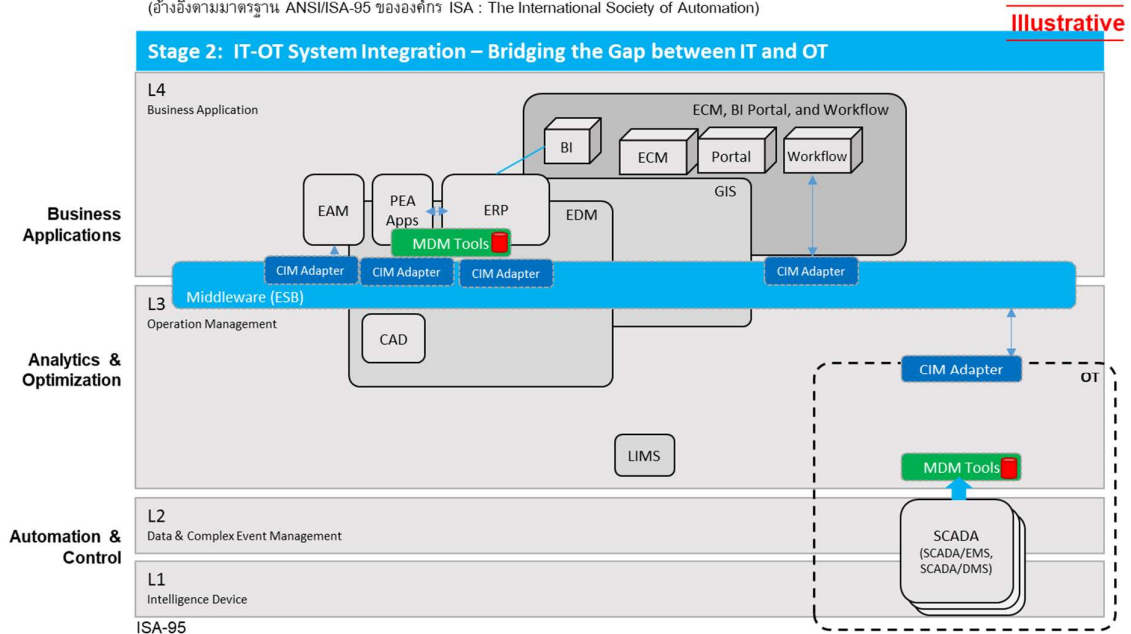 (อ้างอิงตามมาตรฐาน ANSI/ISA-95 ขององค์กร ISA : The International Society of Automation)
Illustrative
Stage 2: IT-OT System Integration – Bridging the Gap between IT and OT
L4
Business Application
ECM, BI Portal, and Workflow
BI
ECM
Portal
Workflow
GIS
EAM
PEA
Apps
ERP
EDM
MDM Tools
Business
Applications
CIM Adapter
CIM Adapter
CIM Adapter
CIM Adapter
Middleware (ESB)
L3
Operation Management
CAD
Analytics &
Optimization
CIM Adapter
OT
LIMS
MDM Tools
L2
Data & Complex Event Management
Automation &
Control
SCADA
(SCADA/EMS,
SCADA/DMS)
L1
Intelligence Device
ISA-95